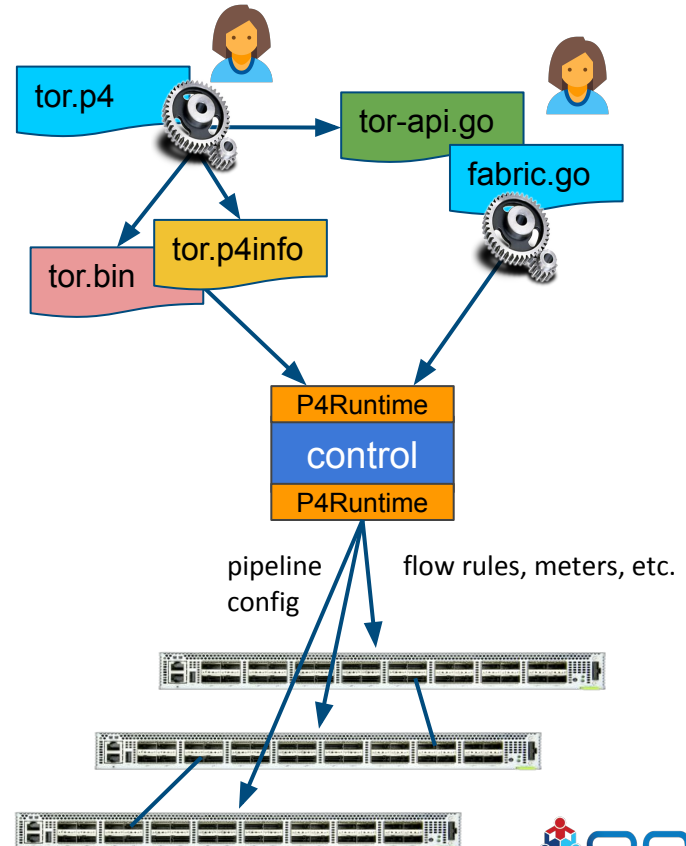 tor.p4
tor-api.go
fabric.go
tor.p4info
tor.bin
P4Runtime
control
P4Runtime
pipeline
config
flow rules, meters, etc.